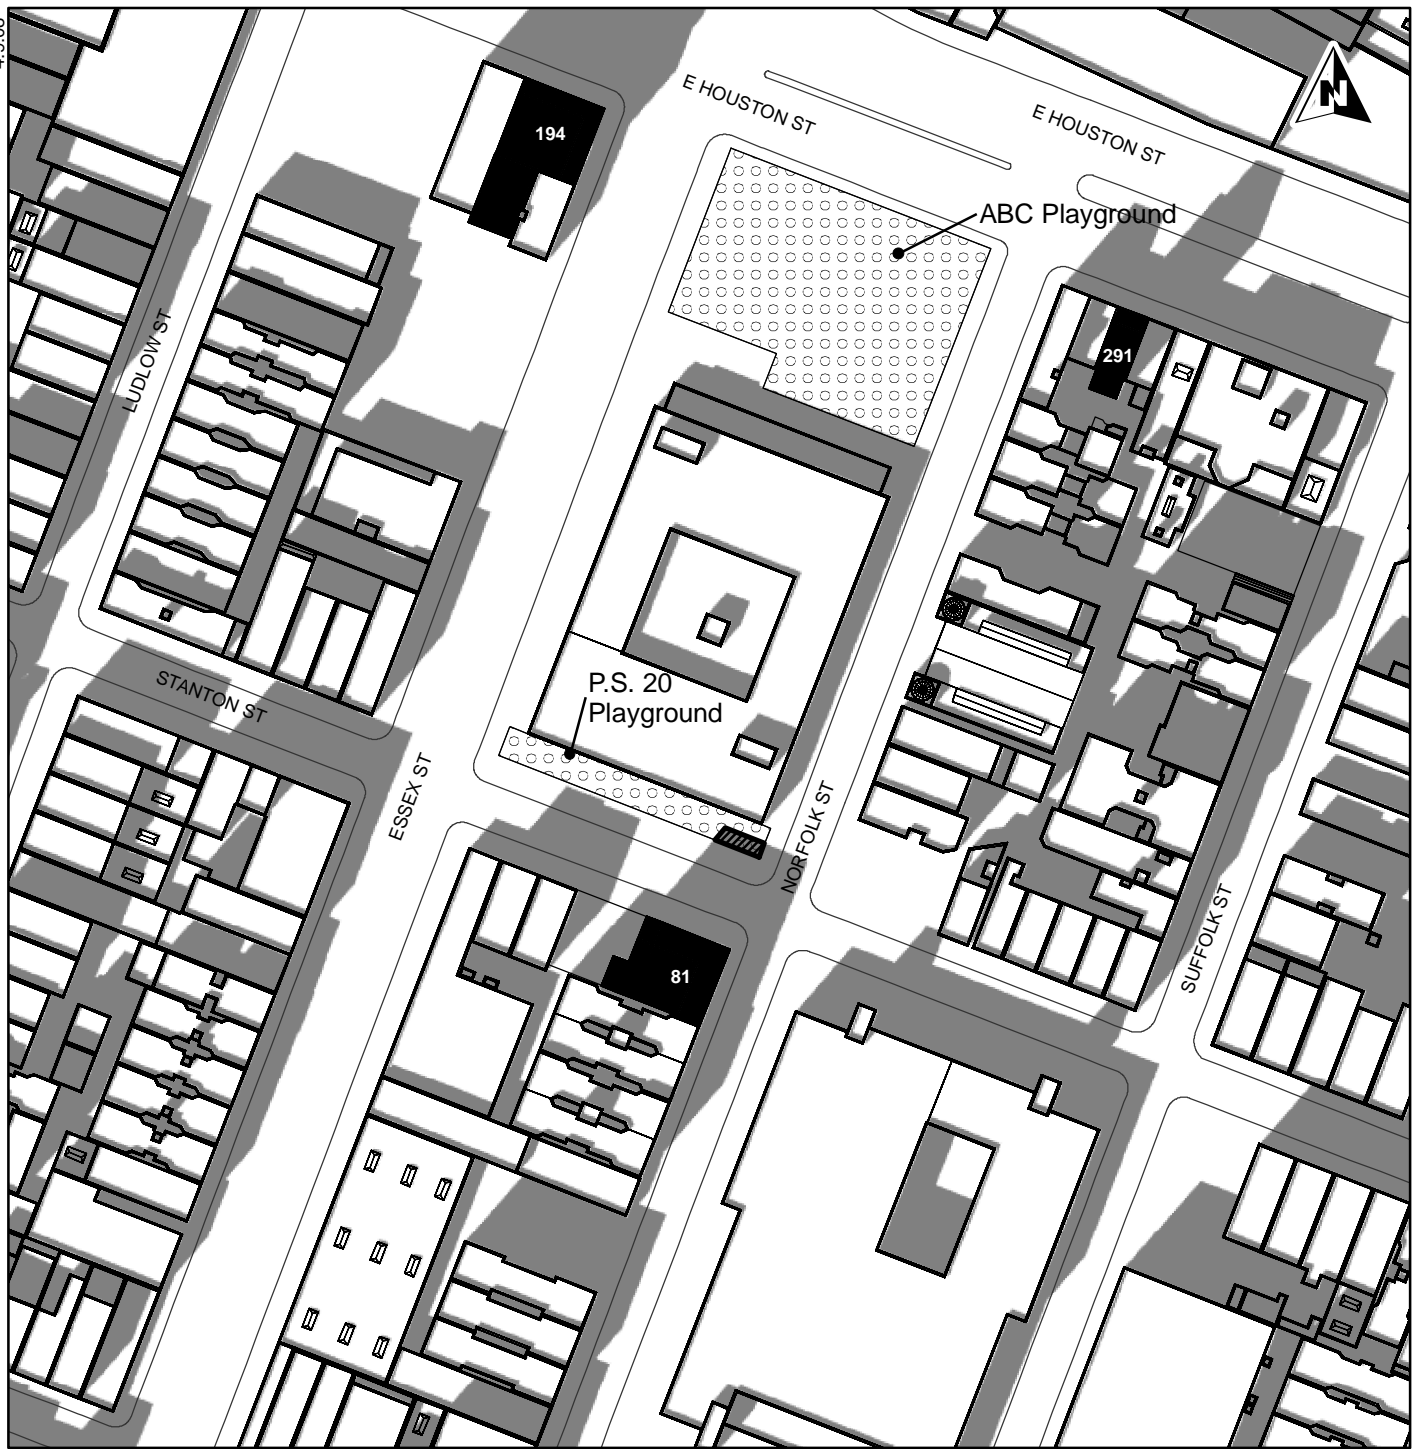 N
194
E HOUSTON ST
E HOUSTON ST
ABC Playground
291
LUDLOW ST
P.S. 20
Playground
STANTON ST
ESSEX ST
NORFOLK ST
SUFFOLK ST
81